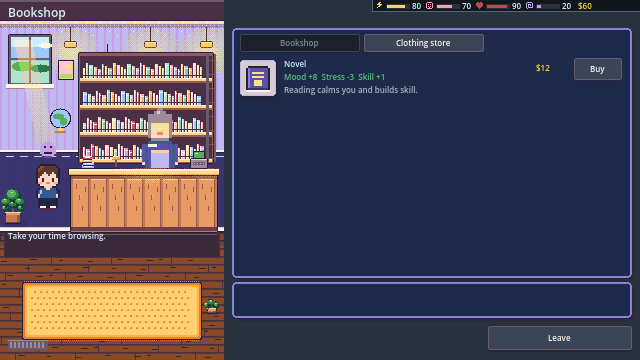 Bookshop
80 70 90 20 $60
Bookshop Clothing store
Novel
Mood +8 Stress -3 Skill +1
Reading calms you and builds skill.
$12
Buy
Take your time browsing.
Leave